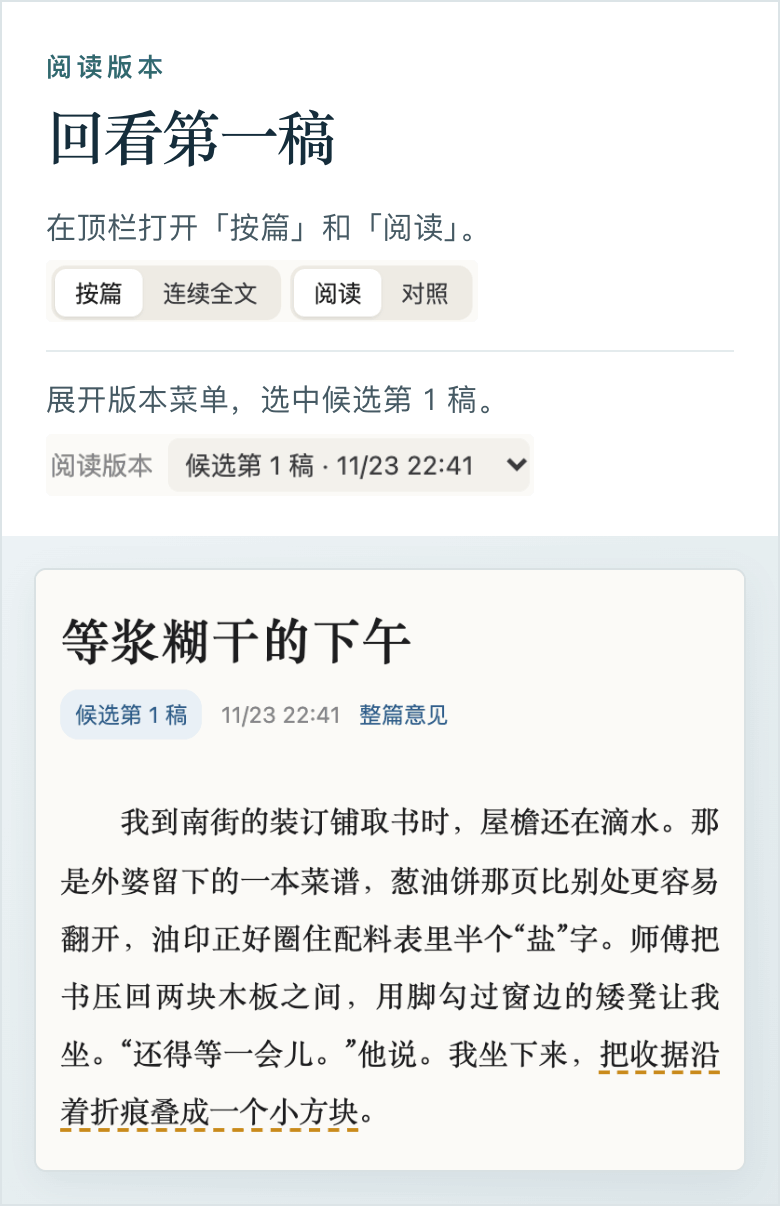 阅读版本
回看第一稿
在顶栏打开「按篇」和「阅读」。
按篇 连续全文 阅读 对照
展开版本菜单，选中候选第 1 稿。
阅读版本 候选第 1 稿 · 11/23 22:41
等浆糊干的下午
候选第 1 稿 11/23 22:41 整篇意见
我到南街的装订铺取书时，屋檐还在滴水。那
是外婆留下的一本菜谱，葱油饼那页比别处更容易
翻开，油印正好圈住配料表里半个“盐”字。师傅把
书压回两块木板之间，用脚勾过窗边的矮凳让我
坐。“还得等一会儿。”他说。我坐下来，把收据沿
着折痕叠成一个小方块。